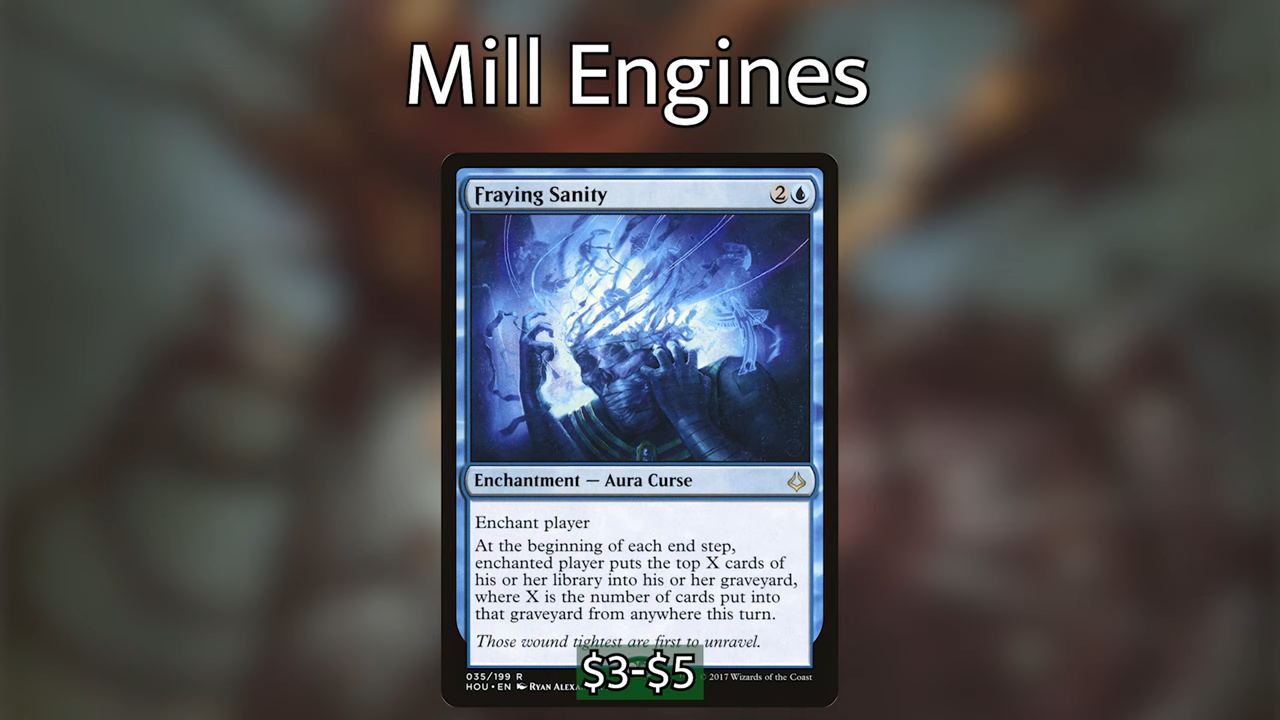 Mill Engines
Fraying Sanity 2
Enchantment — Aura Curse
Enchant player
At the beginning of each end step,
enchanted player puts the top X cards of
his or her library into his or her graveyard,
where X is the number of cards put into
that graveyard from anywhere this turn.
Those wound tightest are first to unravel.
$3-$5
035/199 R
HOU • EN RYAN
© 2017 Wizards of the Coast